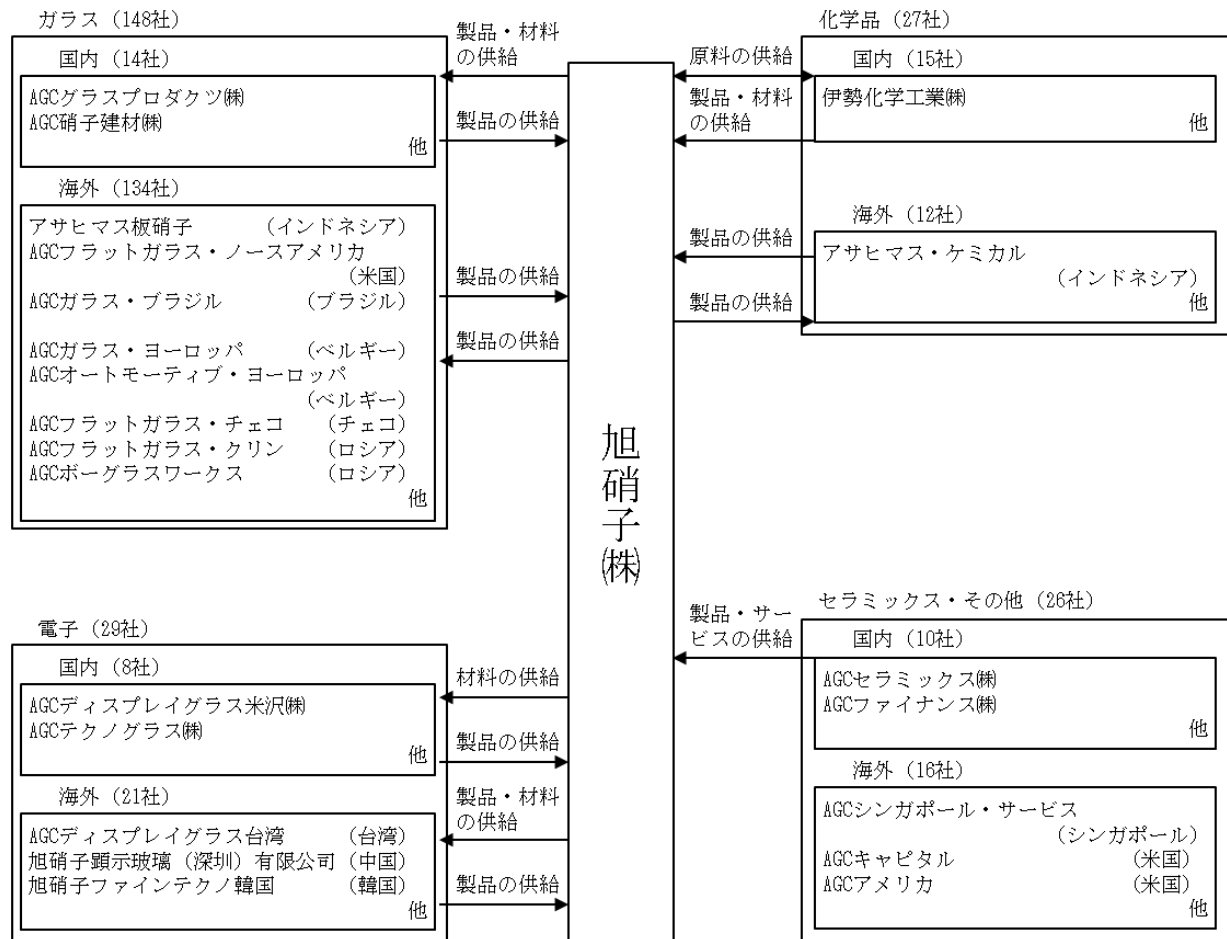 ガラス（148社）
国内（14社）
AGCグラスプロダクツ㈱
AGC硝子建材㈱
他
海外（134社）
アサヒマス板硝子　（インドネシア）
AGCフラットガラス・ノースアメリカ
（米国）
AGCガラス・ブラジル　（ブラジル）
AGCガラス・ヨーロッパ　（ベルギー）
AGCオートモーティブ・ヨーロッパ
（ベルギー）
AGCフラットガラス・チェコ　（チェコ）
AGCフラットガラス・クリン　（ロシア）
AGCボーグラスワークス　（ロシア）
他
電子（29社）
国内（8社）
AGCディスプレイグラス米沢㈱
AGCテクノグラス㈱
他
海外（21社）
AGCディスプレイグラス台湾　（台湾）
旭硝子顕示玻璃（深圳）有限公司（中国）
旭硝子ファインテクノ韓国　（韓国）
他
製品・材料
の供給
製品の供給
製品の供給
製品の供給
材料の供給
製品の供給
製品・材料
の供給
製品の供給
旭硝子㈱
原料の供給
製品・材料
の供給
製品の供給
製品の供給
製品・サー
ビスの供給
化学品（27社）
国内（15社）
伊勢化学工業㈱
他
海外（12社）
アサヒマス・ケミカル
（インドネシア）
他
セラミックス・その他（26社）
国内（10社）
AGCセラミックス㈱
AGCファイナンス㈱
他
海外（16社）
AGCシンガポール・サービス
（シンガポール）
AGCキャピタル　（米国）
AGCアメリカ　（米国）
他